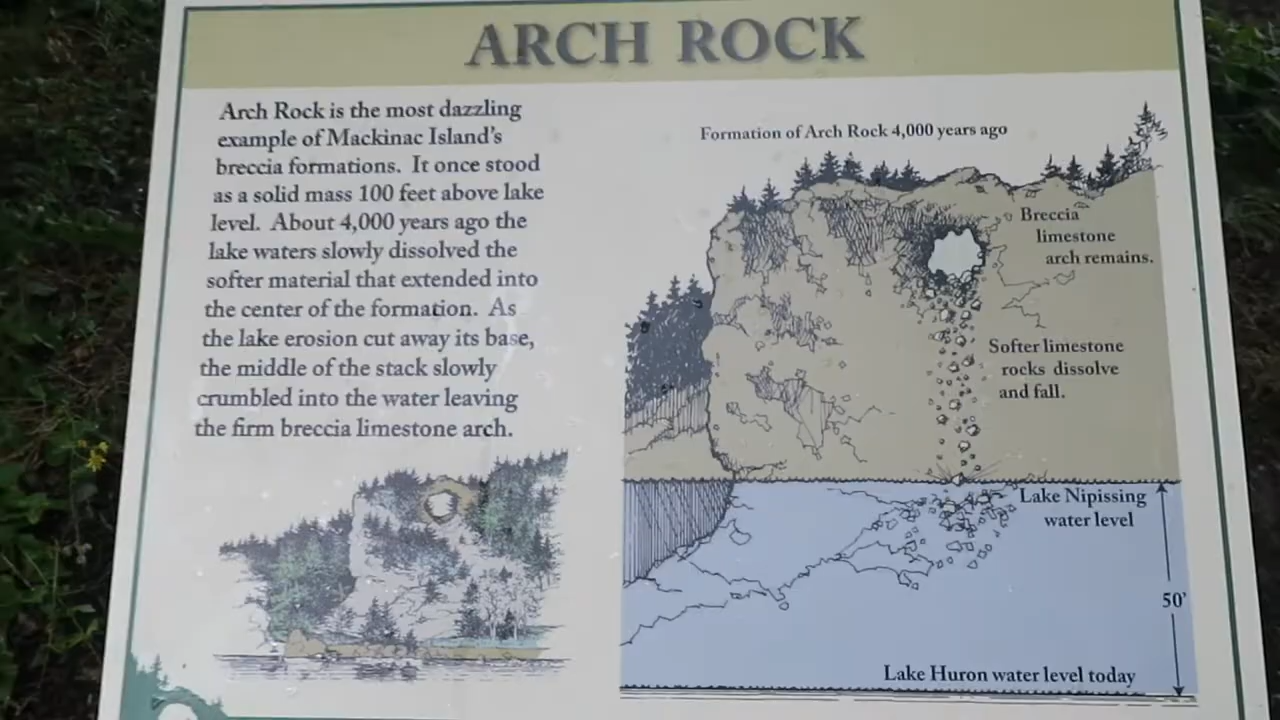 ARCH ROCK
Arch Rock is the most dazzling
example of Mackinac Island's
breccia formations. It once stood
as a solid mass 100 feet above lake
level. About 4,000 years ago the
lake waters slowly dissolved the
softer material that extended into
the center of the formation. As
the lake erosion cut away its base,
the middle of the stack slowly
crumbled into the water leaving
the firm breccia limestone arch.
Formation of Arch Rock 4,000 years ago
Breccia
limestone
arch remains.
Softer limestone
rocks dissolve
and fall.
Lake Nipissing
water level
50'
Lake Huron water level today